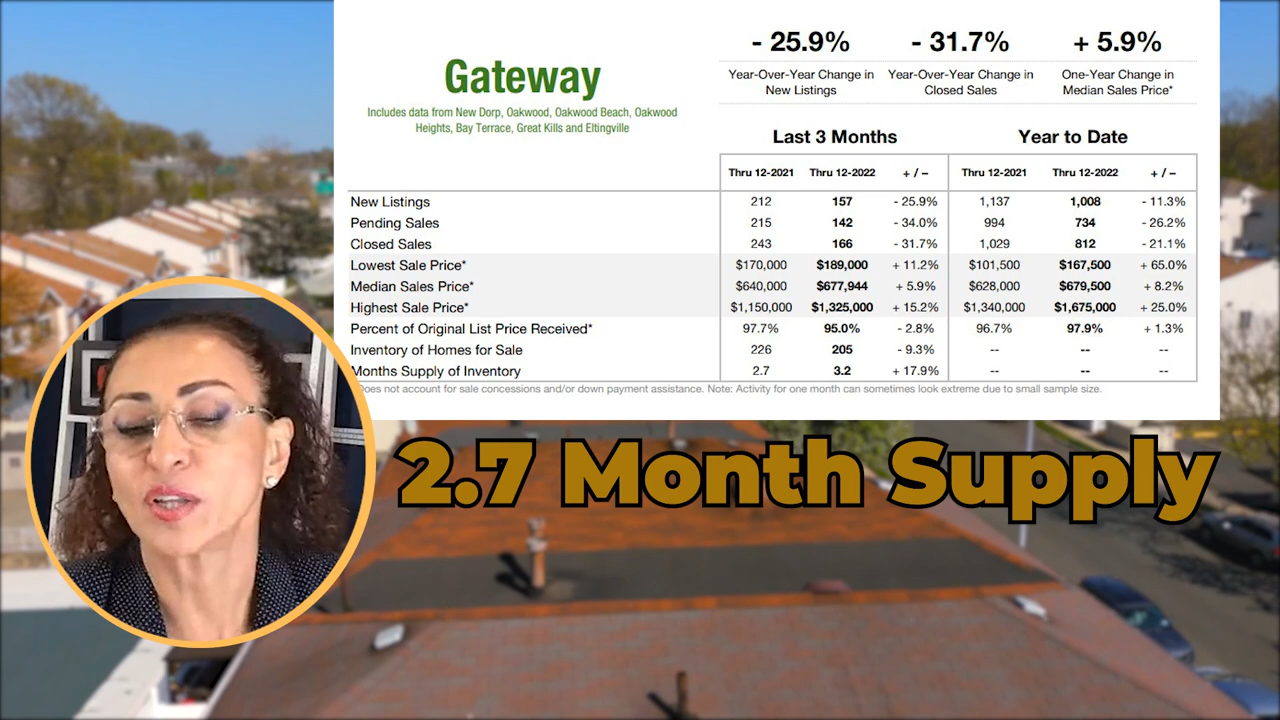 - 25.9%
- 31.7%
+ 5.9%
Gateway
Year-Over-Year Change in
New Listings
Year-Over-Year Change in
Closed Sales
One-Year Change in
Median Sales Price*
Includes data from New Dorp, Oakwood, Oakwood Beach, Oakwood
Heights, Bay Terrace, Great Kills and Eltingville
Last 3 Months Year to Date
Thru 12-2021 Thru 12-2022 + / – Thru 12-2021 Thru 12-2022 + / –
New Listings 212 157 - 25.9% 1,137 1,008 - 11.3%
Pending Sales 215 142 - 34.0% 994 734 - 26.2%
Closed Sales 243 166 - 31.7% 1,029 812 - 21.1%
Lowest Sale Price* $170,000 $189,000 + 11.2% $101,500 $167,500 + 65.0%
Median Sales Price* $640,000 $677,944 + 5.9% $628,000 $679,500 + 8.2%
Highest Sale Price* $1,150,000 $1,325,000 + 15.2% $1,340,000 $1,675,000 + 25.0%
Percent of Original List Price Received* 97.7% 95.0% - 2.8% 96.7% 97.9% + 1.3%
Inventory of Homes for Sale 226 205 - 9.3% -- -- --
Months Supply of Inventory 2.7 3.2 + 17.9% -- -- --
Does not account for sale concessions and/or down payment assistance. Note: Activity for one month can sometimes look extreme due to small sample size.
2.7 Month Supply